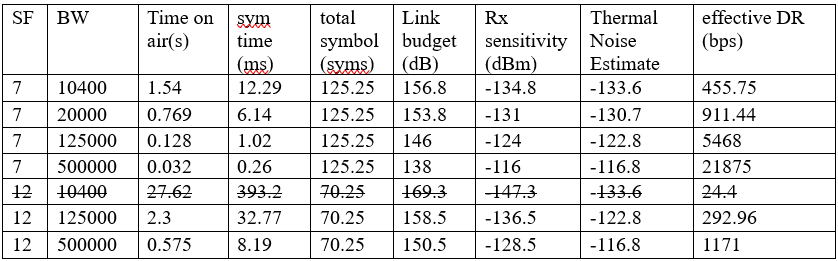 SF BW Time on air(s) sym time (ms) total symbol (syms) Link budget (dB) Rx sensitivity (dBm) Thermal Noise Estimate effective DR (bps)
7 10400 1.54 12.29 125.25 156.8 -134.8 -133.6 455.75
7 20000 0.769 6.14 125.25 153.8 -131 -130.7 911.44
7 125000 0.128 1.02 125.25 146 -124 -122.8 5468
7 500000 0.032 0.26 125.25 138 -116 -116.8 21875
12 10400 27.62 393.2 70.25 169.3 -147.3 -133.6 24.4
12 125000 2.3 32.77 70.25 158.5 -136.5 -122.8 292.96
12 500000 0.575 8.19 70.25 150.5 -128.5 -116.8 1171